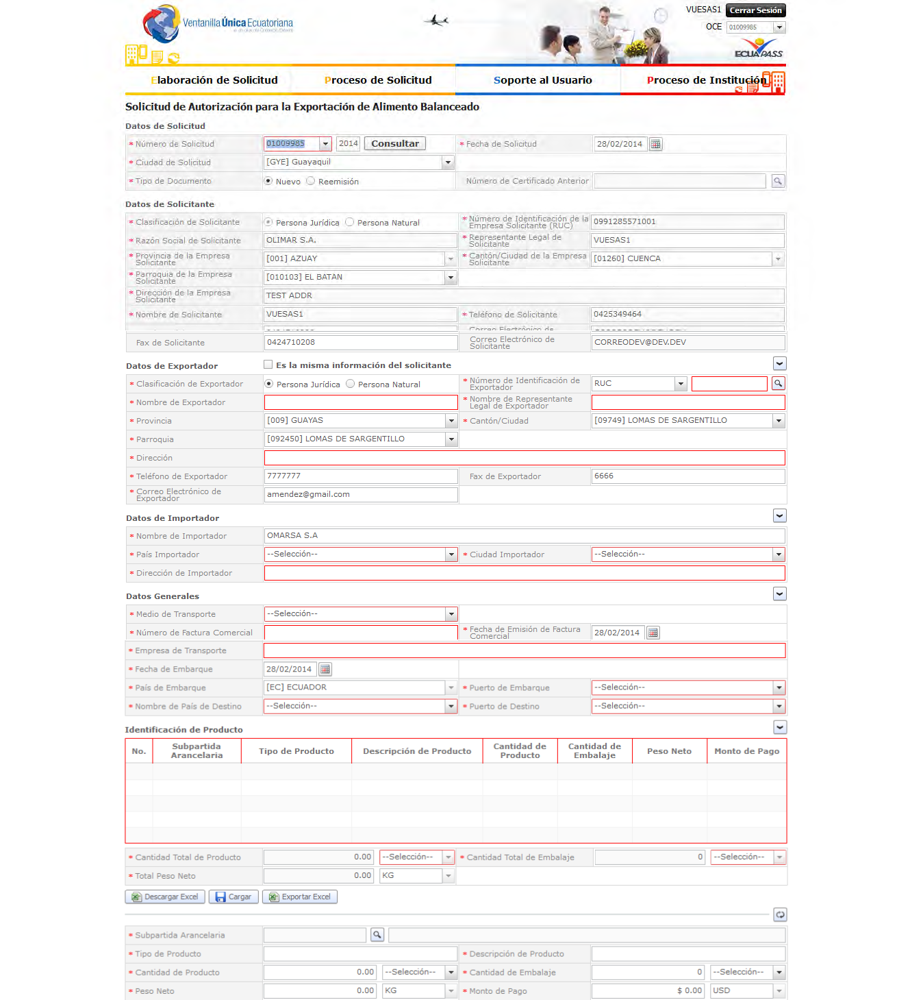 Ventanilla Única Ecuatoriana
VUESAS1 Cerrar Sesión
OCE 01009985
ECUAPASS
Elaboración de Solicitud Proceso de Solicitud Soporte al Usuario Proceso de Institución
Solicitud de Autorización para la Exportación de Alimento Balanceado
Datos de Solicitud
* Número de Solicitud 01009985 2014 Consultar * Fecha de Solicitud 28/02/2014
* Ciudad de Solicitud [GYE] Guayaquil
* Tipo de Documento Nuevo Reemisión Número de Certificado Anterior
Datos de Solicitante
* Clasificación de Solicitante Persona Jurídica Persona Natural * Número de Identificación de la Empresa Solicitante (RUC) 0991285571001
* Razón Social de Solicitante OLIMAR S.A. * Representante Legal de Solicitante VUESAS1
* Provincia de la Empresa Solicitante [001] AZUAY * Cantón/Ciudad de la Empresa Solicitante [01260] CUENCA
* Parroquia de la Empresa Solicitante [010103] EL BATAN
* Dirección de la Empresa Solicitante TEST ADDR
* Nombre de Solicitante VUESAS1 * Teléfono de Solicitante 0425349464
Correo Electrónico de
Fax de Solicitante 0424710208 Correo Electrónico de Solicitante CORREODEV@DEV.DEV
Datos de Exportador Es la misma información del solicitante
* Clasificación de Exportador Persona Jurídica Persona Natural * Número de Identificación de Exportador RUC
* Nombre de Exportador * Nombre de Representante Legal de Exportador
* Provincia [009] GUAYAS * Cantón/Ciudad [09749] LOMAS DE SARGENTILLO
* Parroquia [092450] LOMAS DE SARGENTILLO
* Dirección
* Teléfono de Exportador 7777777 Fax de Exportador 6666
* Correo Electrónico de Exportador amendez@gmail.com
Datos de Importador
* Nombre de Importador OMARSA S.A
* País Importador --Selección-- * Ciudad Importador --Selección--
* Dirección de Importador
Datos Generales
* Medio de Transporte --Selección--
* Número de Factura Comercial * Fecha de Emisión de Factura Comercial 28/02/2014
* Empresa de Transporte
* Fecha de Embarque 28/02/2014
* País de Embarque [EC] ECUADOR * Puerto de Embarque --Selección--
* Nombre de País de Destino --Selección-- * Puerto de Destino --Selección--
Identificación de Producto
No. Subpartida Arancelaria Tipo de Producto Descripción de Producto Cantidad de Producto Cantidad de Embalaje Peso Neto Monto de Pago
* Cantidad Total de Producto 0.00 --Selección-- * Cantidad Total de Embalaje 0 --Selección--
* Total Peso Neto 0.00 KG
Descargar Excel Cargar Exportar Excel
* Subpartida Arancelaria
* Tipo de Producto * Descripción de Producto
* Cantidad de Producto 0.00 --Selección-- * Cantidad de Embalaje 0 --Selección--
* Peso Neto 0.00 KG * Monto de Pago $ 0.00 USD